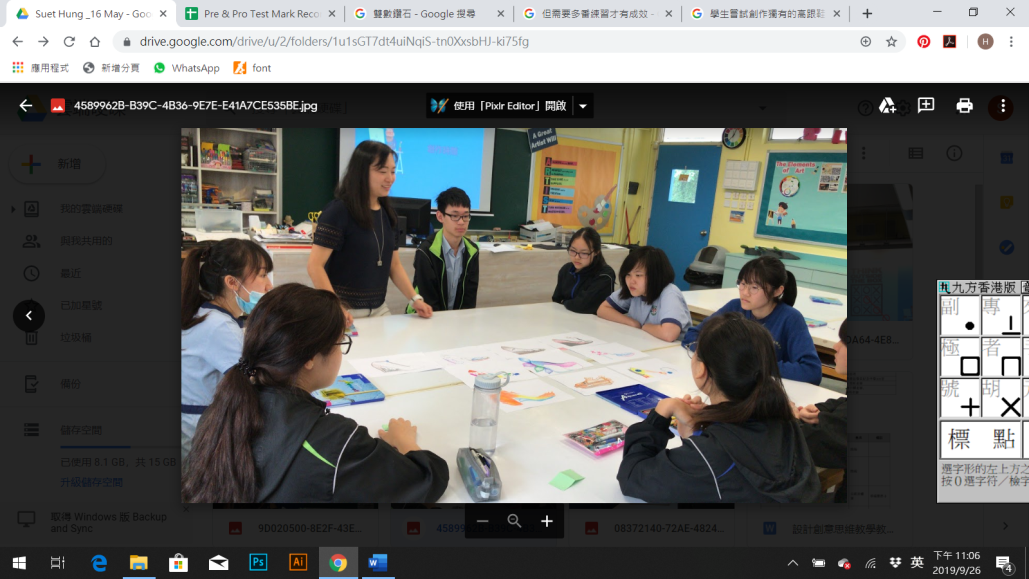 Suet Hung _16 May - Goo
Pre & Pro Test Mark Reco
雙數鑽石 - Google 搜尋
但需要多番練習才有成效 -
學生嘗試創作獨有的高跟鞋
drive.google.com/drive/u/2/folders/1u1sGT7dt4uiNqiS-tn0XxsbHJ-ki75fg
H
應用程式
新增分頁
WhatsApp
font
4589962B-B39C-4B36-9E7E-E41A7CE535BE.jpg
使用「Pixlr Editor」開啟
新增
我的雲端硬碟
與我共用的
最近
已加星號
垃圾桶
備份
儲存空間
已使用 8.1 GB，共 15 GB
升級儲存空間
取得 Windows 版 Backup
and Sync
A Great
Artist Will
The Elements
of Art
0A64-4E8...
9D020500-8E2F-43E...
08372140-72AE-4824...
設計創意思維教學教...
九方香港版
副
專
極
者
號
胡
標 點
選字形的左上方之
按０選字符／檢字
Ps
Ai
英
下午 11:06
2019/9/26
4